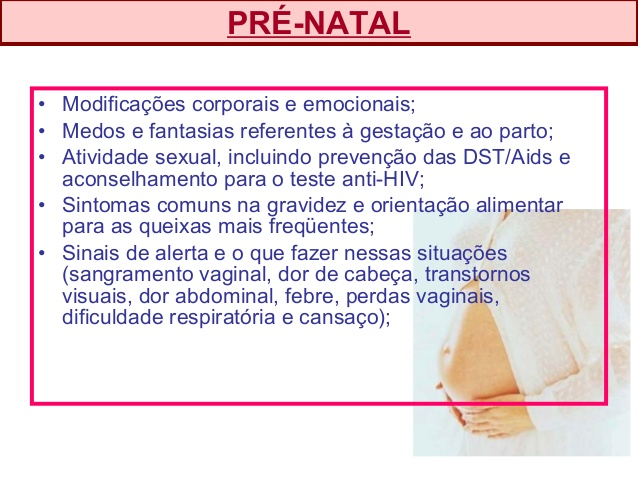 PRÉ-NATAL
• Modificações corporais e emocionais;
• Medos e fantasias referentes à gestação e ao parto;
• Atividade sexual, incluindo prevenção das DST/Aids e
aconselhamento para o teste anti-HIV;
• Sintomas comuns na gravidez e orientação alimentar
para as queixas mais freqüentes;
• Sinais de alerta e o que fazer nessas situações
(sangramento vaginal, dor de cabeça, transtornos
visuais, dor abdominal, febre, perdas vaginais,
dificuldade respiratória e cansaço);